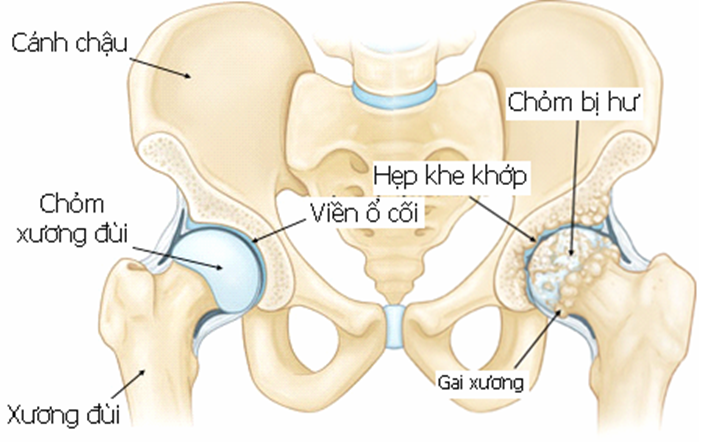 Cánh chậu
Chỏm bị hư
Hẹp khe khớp
Chỏm
xương đùi
Viền ổ cối
Gai xương
Xương đùi